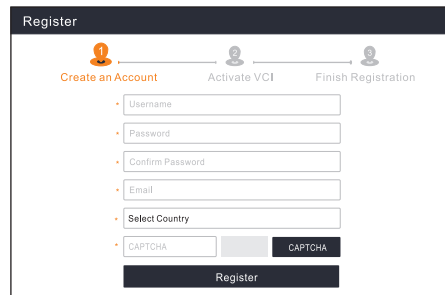 Register
1 2 3
Create an Account Activate VCI Finish Registration
* Username
* Password
* Confirm Password
* Email
* Select Country
* CAPTCHA CAPTCHA
Register